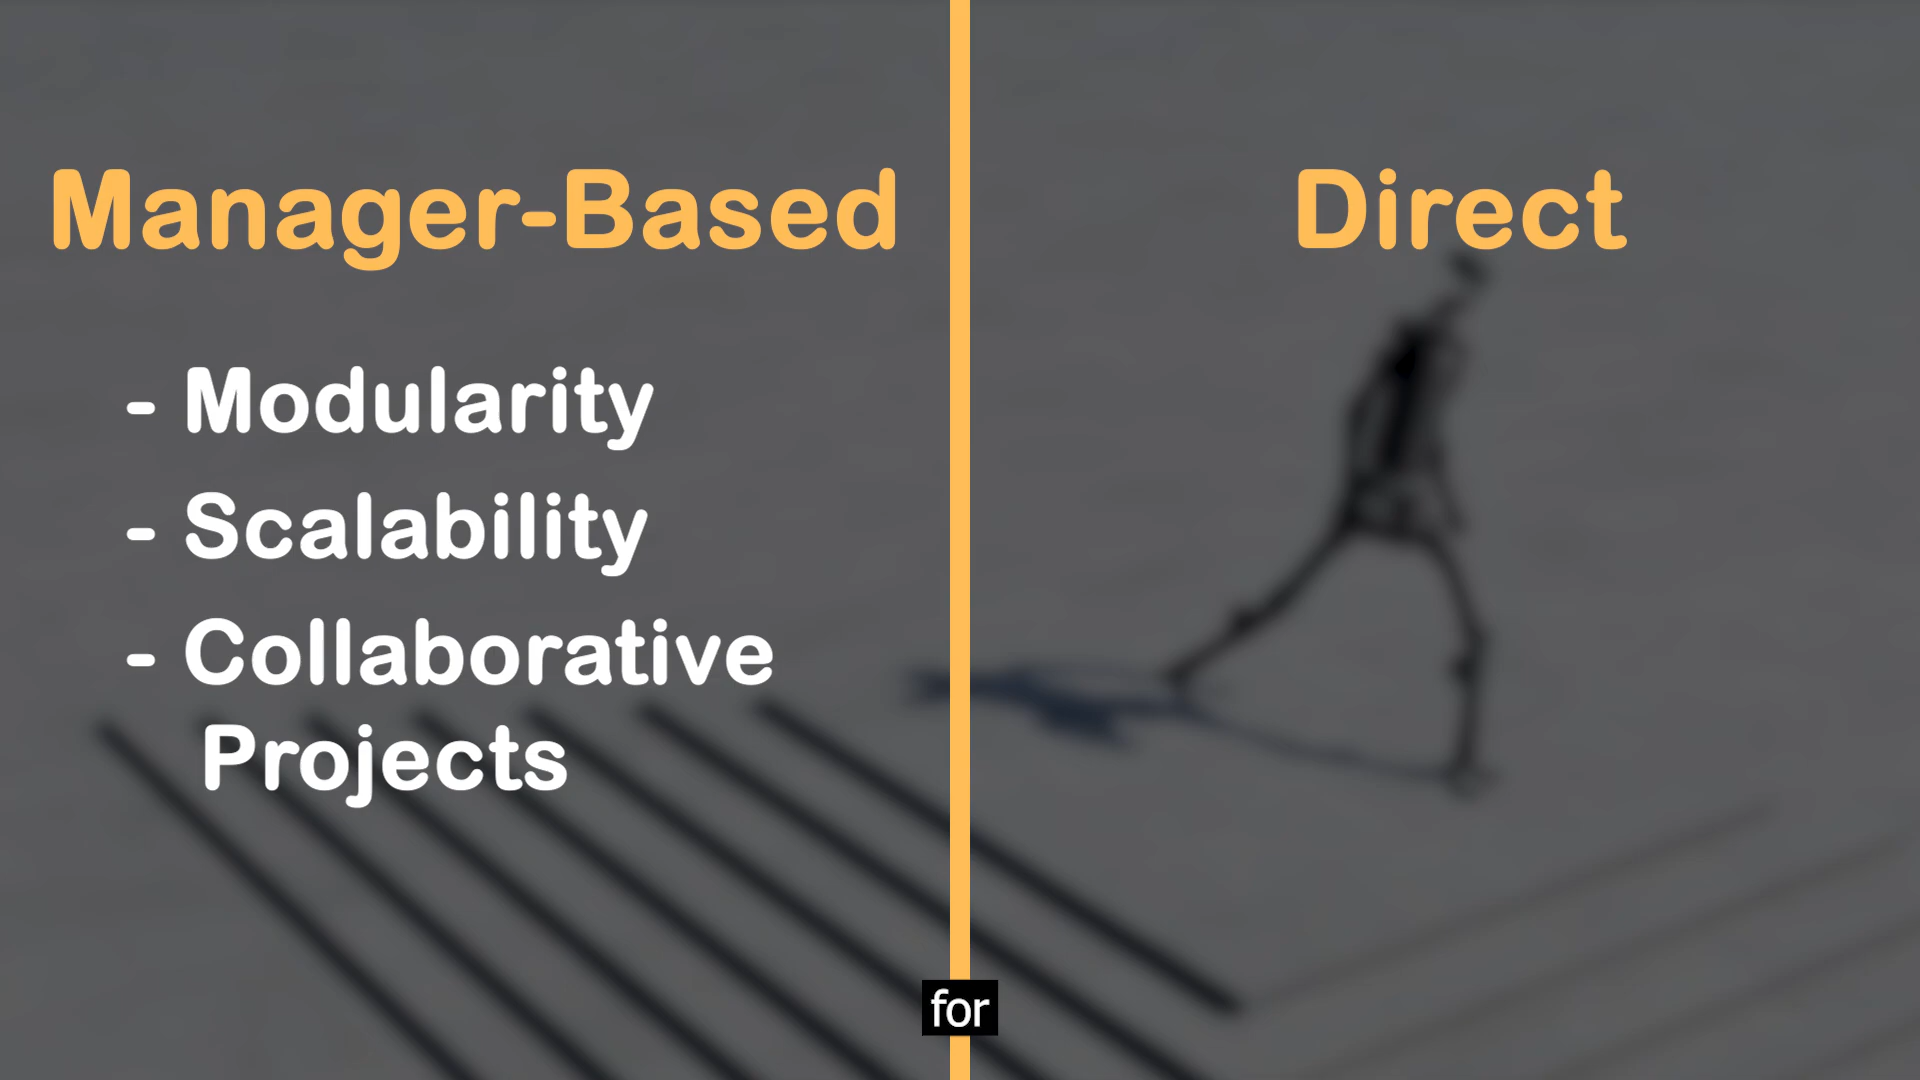 Manager-Based
- Modularity
- Scalability
- Collaborative
Projects
Direct
for